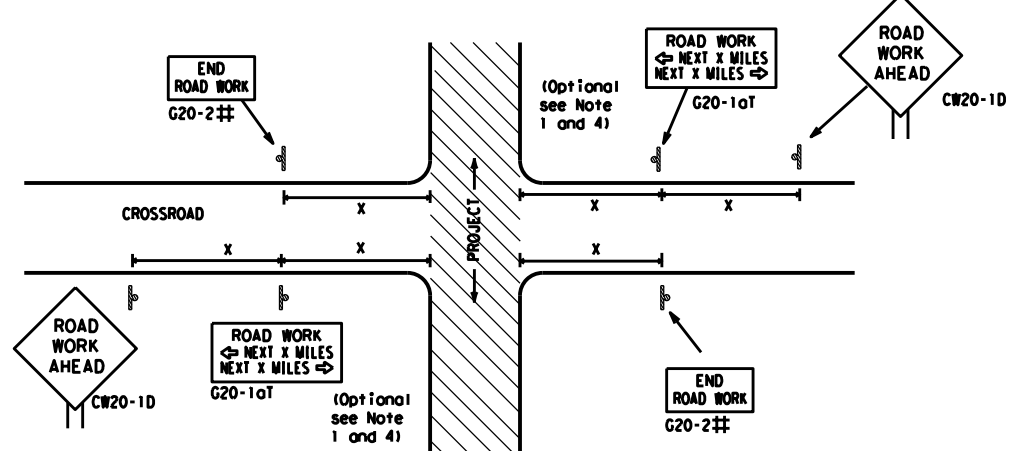 ROAD
WORK
AHEAD
CW20-1D
ROAD WORK
⇦ NEXT X MILES
NEXT X MILES ⇨
G20-1aT
(Optional
see Note
1 and 4)
END
ROAD WORK
G20-2#
X
X
X
CROSSROAD
PROJECT
X
X
X
ROAD
WORK
AHEAD
CW20-1D
ROAD WORK
⇦ NEXT X MILES
NEXT X MILES ⇨
G20-1aT
(Optional
see Note
1 and 4)
END
ROAD WORK
G20-2#